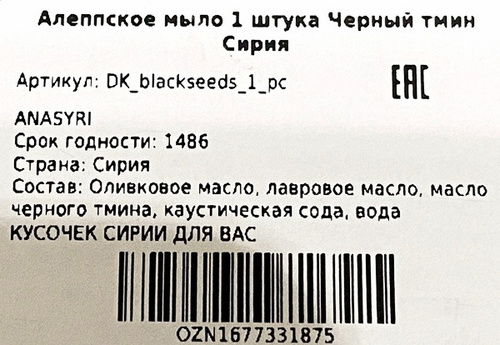 Алеппское мыло 1 штука Черный тмин
Сирия
Артикул: DK_blackseeds_1_pc
EAC
ANASYRI
Срок годности: 1486
Страна: Сирия
Состав: Оливковое масло, лавровое масло, масло
черного тмина, каустическая сода, вода
КУСОЧЕК СИРИИ ДЛЯ ВАС
OZN1677331875